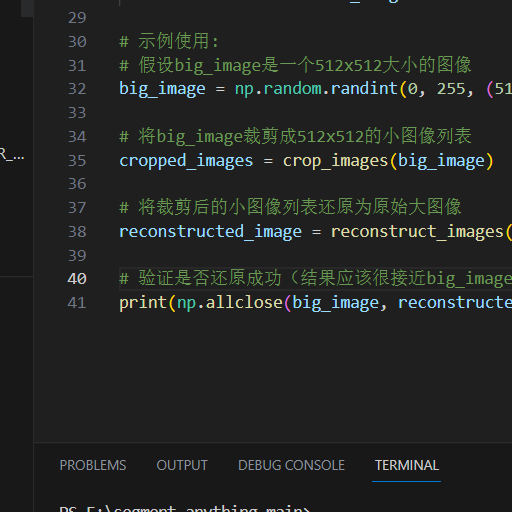 29
30 # 示例使用:
31 # 假设big_image是一个512x512大小的图像
32 big_image = np.random.randint(0, 255, (51
33
34 # 将big_image裁剪成512x512的小图像列表
R_...
35 cropped_images = crop_images(big_image)
36
37 # 将裁剪后的小图像列表还原为原始大图像
38 reconstructed_image = reconstruct_images(
39
40 # 验证是否还原成功（结果应该很接近big_image
41 print(np.allclose(big_image, reconstructe
PROBLEMS OUTPUT DEBUG CONSOLE TERMINAL
PS E:\segment-anything-main>